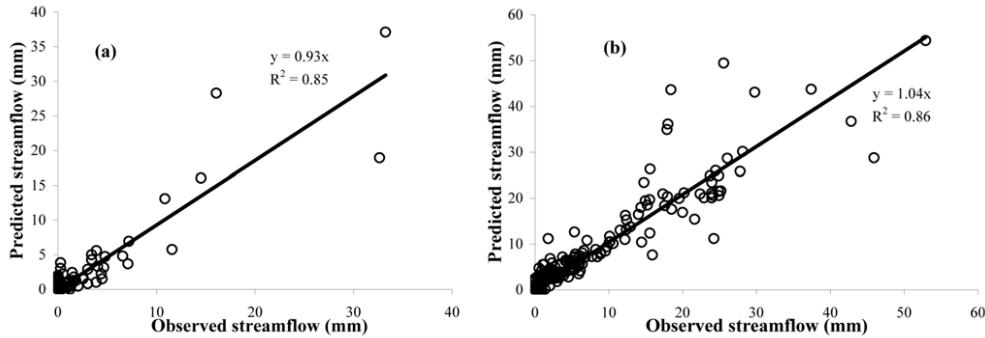 40
35
30
25
20
15
10
5
0
Predicted streamflow (mm)
(a)
y = 0.93x
R² = 0.85
0 10 20 30 40
Observed streamflow (mm)
60
50
40
30
20
10
0
Predicted streamflow (mm)
(b)
y = 1.04x
R² = 0.86
0 10 20 30 40 50 60
Observed streamflow (mm)